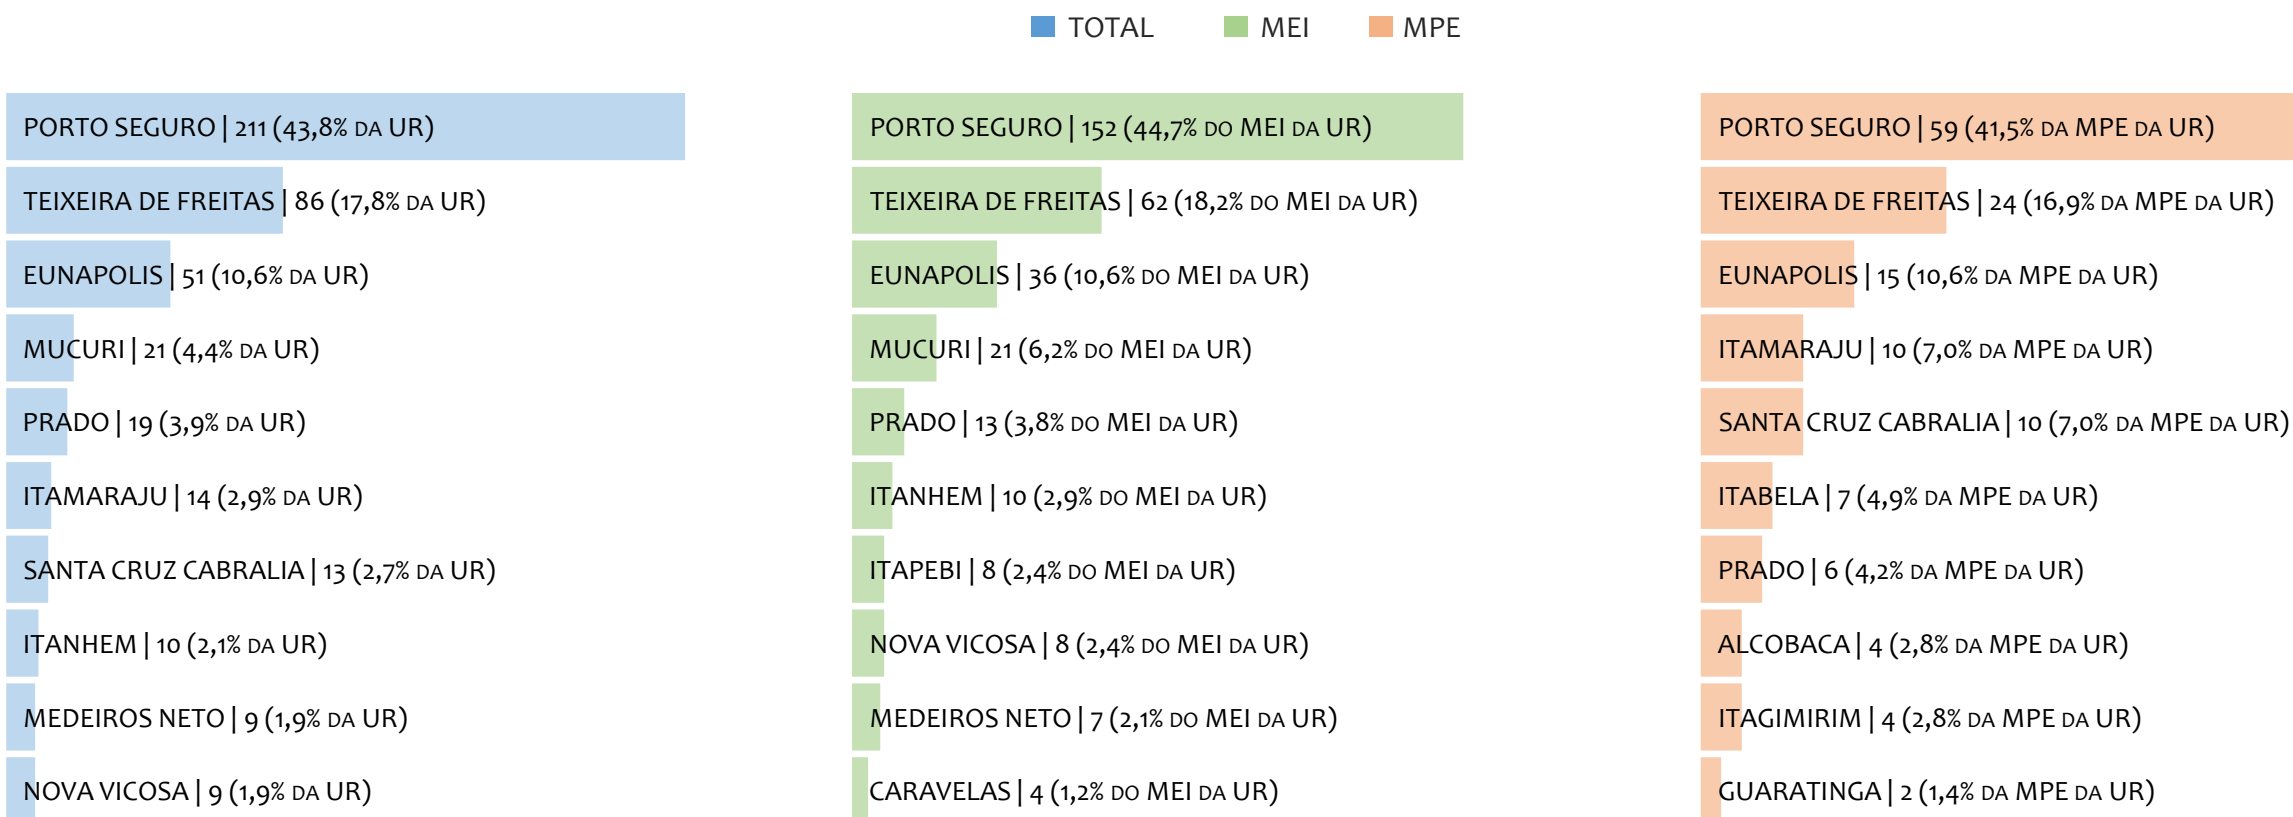 TOTAL MEI MPE
PORTO SEGURO | 211 (43,8% DA UR)
TEIXEIRA DE FREITAS | 86 (17,8% DA UR)
EUNAPOLIS | 51 (10,6% DA UR)
MUCURI | 21 (4,4% DA UR)
PRADO | 19 (3,9% DA UR)
ITAMARAJU | 14 (2,9% DA UR)
SANTA CRUZ CABRALIA | 13 (2,7% DA UR)
ITANHEM | 10 (2,1% DA UR)
MEDEIROS NETO | 9 (1,9% DA UR)
NOVA VICOSA | 9 (1,9% DA UR)
PORTO SEGURO | 152 (44,7% DO MEI DA UR)
TEIXEIRA DE FREITAS | 62 (18,2% DO MEI DA UR)
EUNAPOLIS | 36 (10,6% DO MEI DA UR)
MUCURI | 21 (6,2% DO MEI DA UR)
PRADO | 13 (3,8% DO MEI DA UR)
ITANHEM | 10 (2,9% DO MEI DA UR)
ITAPEBI | 8 (2,4% DO MEI DA UR)
NOVA VICOSA | 8 (2,4% DO MEI DA UR)
MEDEIROS NETO | 7 (2,1% DO MEI DA UR)
CARAVELAS | 4 (1,2% DO MEI DA UR)
PORTO SEGURO | 59 (41,5% DA MPE DA UR)
TEIXEIRA DE FREITAS | 24 (16,9% DA MPE DA UR)
EUNAPOLIS | 15 (10,6% DA MPE DA UR)
ITAMARAJU | 10 (7,0% DA MPE DA UR)
SANTA CRUZ CABRALIA | 10 (7,0% DA MPE DA UR)
ITABELA | 7 (4,9% DA MPE DA UR)
PRADO | 6 (4,2% DA MPE DA UR)
ALCOBACA | 4 (2,8% DA MPE DA UR)
ITAGIMIRIM | 4 (2,8% DA MPE DA UR)
GUARATINGA | 2 (1,4% DA MPE DA UR)